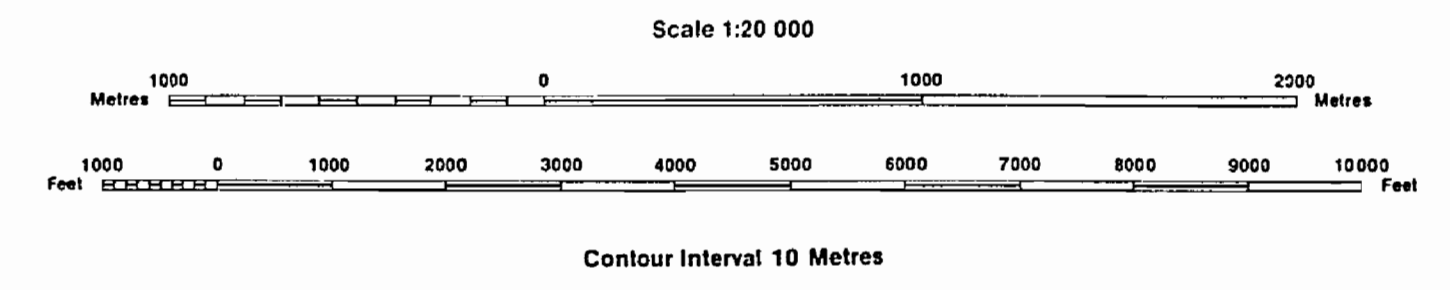 Scale 1:20 000
1000 0 1000 2000
Metres Metres
1000 0 1000 2000 3000 4000 5000 6000 7000 8000 9000 10000
Feet Feet
Contour Interval 10 Metres